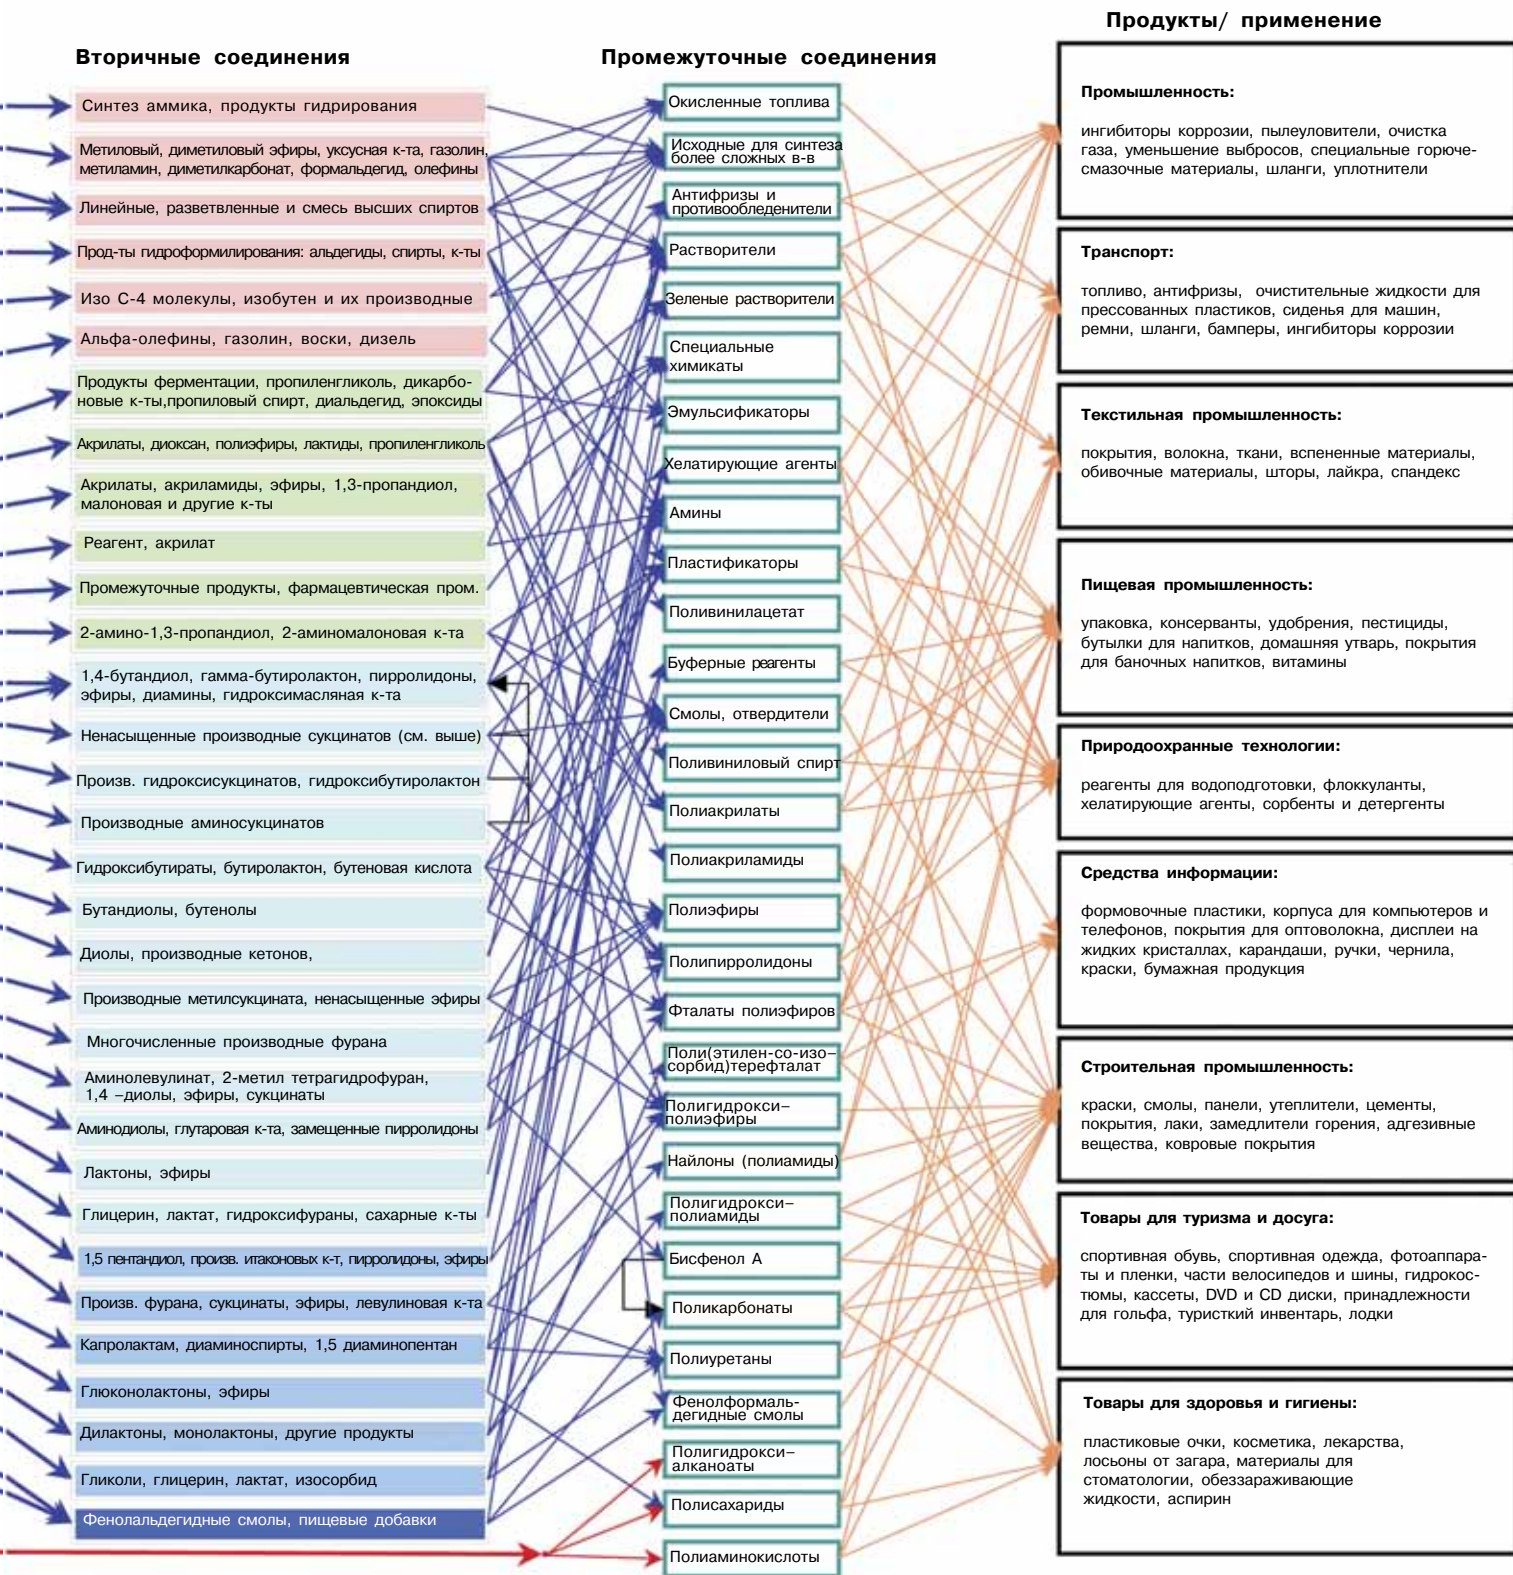 Вторичные соединения
Синтез аммика, продукты гидрирования
Метиловый, диметиловый эфиры, уксусная к-та, газолин,
метиламин, диметилкарбонат, формальдегид, олефины
Линейные, разветвленные и смесь высших спиртов
Прод-ты гидроформилирования: альдегиды, спирты, к-ты
Изо С-4 молекулы, изобутен и их производные
Альфа-олефины, газолин, воски, дизель
Продукты ферментации, пропиленгликоль, дикарбо-
новые к-ты,пропиловый спирт, диальдегид, эпоксиды
Акрилаты, диоксан, полиэфиры, лактиды, пропиленгликоль
Акрилаты, акриламиды, эфиры, 1,3-пропандиол,
малоновая и другие к-ты
Реагент, акрилат
Промежуточные продукты, фармацевтическая пром.
2-амино-1,3-пропандиол, 2-аминомалоновая к-та
1,4-бутандиол, гамма-бутиролактон, пирролидоны,
эфиры, диамины, гидроксимасляная к-та
Ненасыщенные производные сукцинатов (см. выше)
Произв. гидроксисукцинатов, гидроксибутиролактон
Производные аминосукцинатов
Гидроксибутираты, бутиролактон, бутеновая кислота
Бутандиолы, бутенолы
Диолы, производные кетонов,
Производные метилсукцината, ненасыщенные эфиры
Многочисленные производные фурана
Аминолевулинат, 2-метил тетрагидрофуран,
1,4 –диолы, эфиры, сукцинаты
Аминодиолы, глутаровая к-та, замещенные пирролидоны
Лактоны, эфиры
Глицерин, лактат, гидроксифураны, сахарные к-ты
1,5 пентандиол, произв. итаконовых к-т, пирролидоны, эфиры
Произв. фурана, сукцинаты, эфиры, левулиновая к-та
Капролактам, диаминоспирты, 1,5 диаминопентан
Глюконолактоны, эфиры
Дилактоны, монолактоны, другие продукты
Гликоли, глицерин, лактат, изосорбид
Фенолальдегидные смолы, пищевые добавки
Промежуточные соединения
Окисленные топлива
Исходные для синтеза
более сложных в-в
Антифризы и
противообледенители
Растворители
Зеленые растворители
Специальные
химикаты
Эмульсификаторы
Хелатирующие агенты
Амины
Пластификаторы
Поливинилацетат
Буферные реагенты
Смолы, отвердители
Поливиниловый спирт
Полиакрилаты
Полиакриламиды
Полиэфиры
Полипирролидоны
Фталаты полиэфиров
Поли(этилен-со-изо–
сорбид)терефталат
Полигидрокси–
полиэфиры
Найлоны (полиамиды)
Полигидрокси–
полиамиды
Бисфенол А
Поликарбонаты
Полиуретаны
Фенолформаль-
дегидные смолы
Полигидрокси–
алканоаты
Полисахариды
Полиаминокислоты
Продукты/ применение
Промышленность:
ингибиторы коррозии, пылеуловители, очистка
газа, уменьшение выбросов, специальные горюче-
смазочные материалы, шланги, уплотнители
Транспорт:
топливо, антифризы, очистительные жидкости для
прессованных пластиков, сиденья для машин,
ремни, шланги, бамперы, ингибиторы коррозии
Текстильная промышленность:
покрытия, волокна, ткани, вспененные материалы,
обивочные материалы, шторы, лайкра, спандекс
Пищевая промышленность:
упаковка, консерванты, удобрения, пестициды,
бутылки для напитков, домашняя утварь, покрытия
для баночных напитков, витамины
Природоохранные технологии:
реагенты для водоподготовки, флоккуланты,
хелатирующие агенты, сорбенты и детергенты
Средства информации:
формовочные пластики, корпуса для компьютеров и
телефонов, покрытия для оптоволокна, дисплеи на
жидких кристаллах, карандаши, ручки, чернила,
краски, бумажная продукция
Строительная промышленность:
краски, смолы, панели, утеплители, цементы,
покрытия, лаки, замедлители горения, адгезивные
вещества, ковровые покрытия
Товары для туризма и досуга:
спортивная обувь, спортивная одежда, фотоаппара-
ты и пленки, части велосипедов и шины, гидрокос-
тюмы, кассеты, DVD и CD диски, принадлежности
для гольфа, туристкий инвентарь, лодки
Товары для здоровья и гигиены:
пластиковые очки, косметика, лекарства,
лосьоны от загара, материалы для
стоматологии, обеззараживающие
жидкости, аспирин